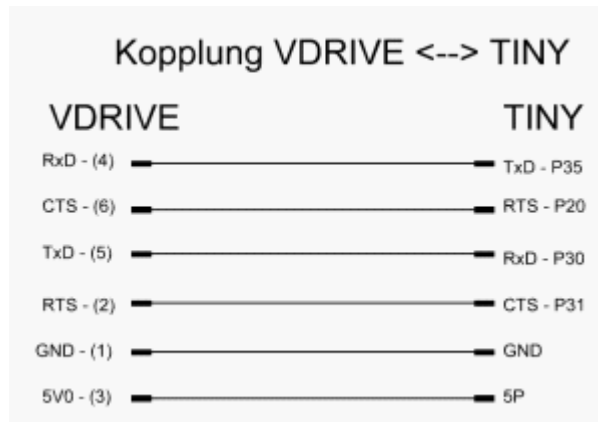 Kopplung VDRIVE <--> TINY
VDRIVE TINY
RxD - (4) TxD - P35
CTS - (6) RTS - P20
TxD - (5) RxD - P30
RTS - (2) CTS - P31
GND - (1) GND
5V0 - (3) 5P